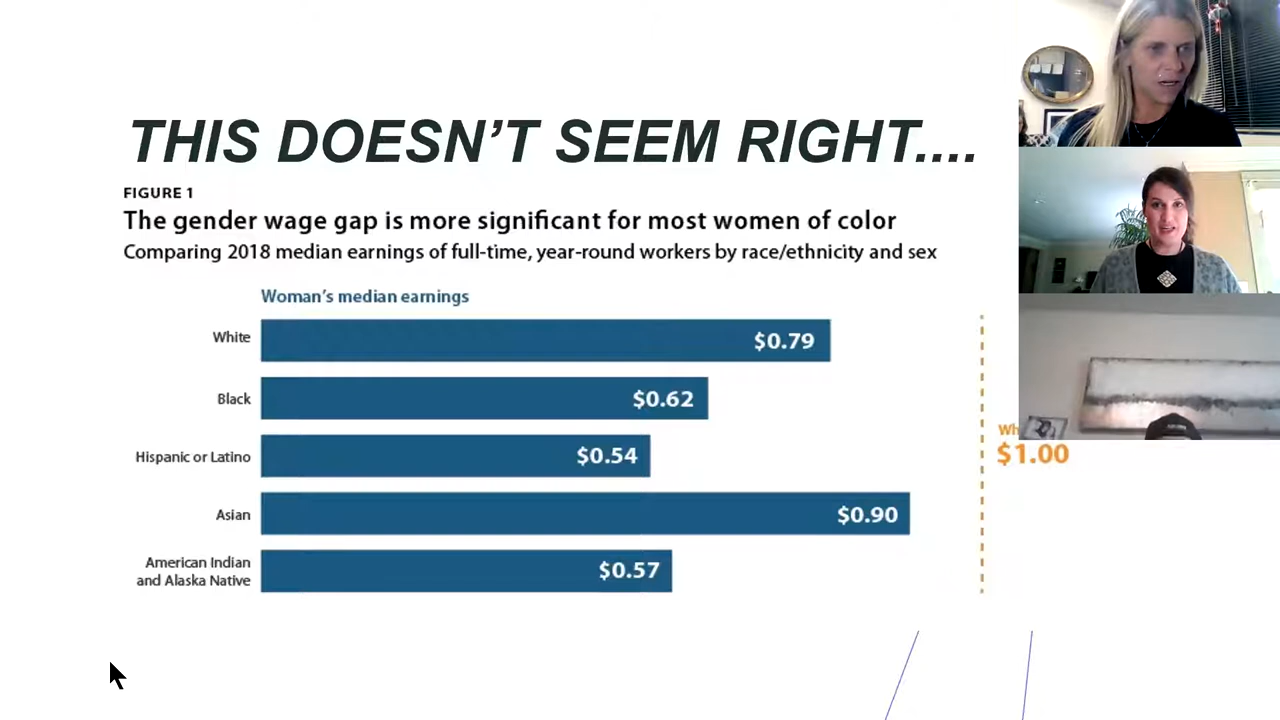 THIS DOESN’T SEEM RIGHT....
FIGURE 1
The gender wage gap is more significant for most women of color
Comparing 2018 median earnings of full-time, year-round workers by race/ethnicity and sex
Woman’s median earnings
White
$0.79
Black
$0.62
Hispanic or Latino
$0.54
Asian
$0.90
American Indian
and Alaska Native
$0.57
$1.00